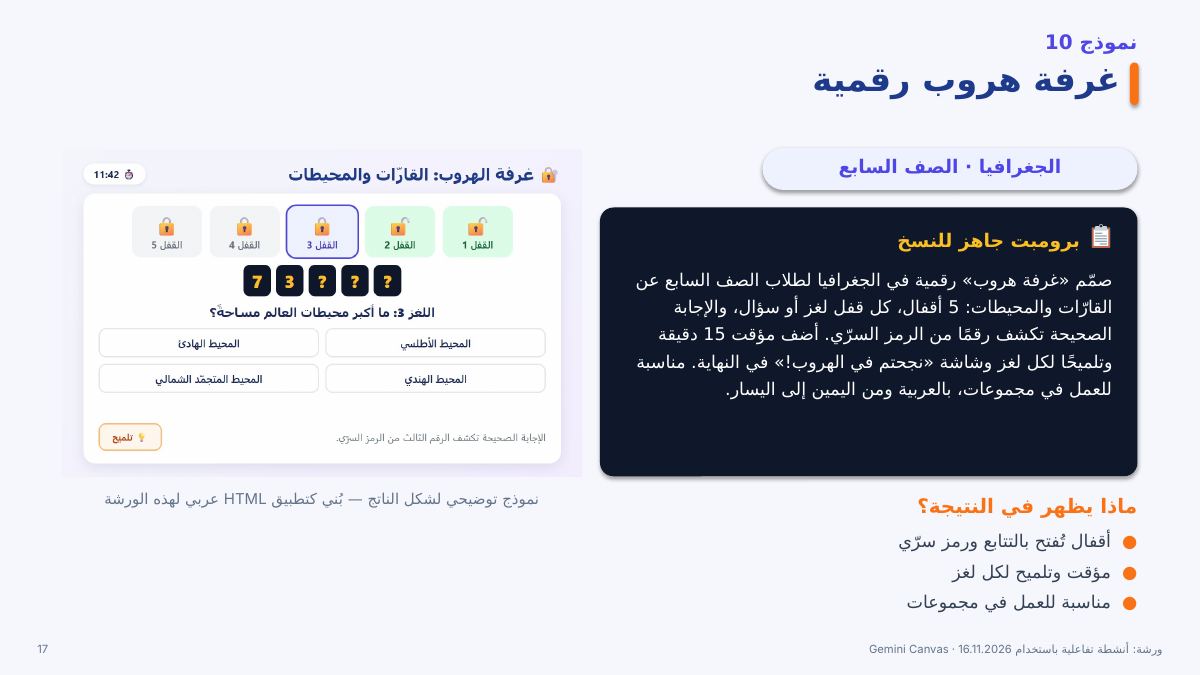 نموذج 10
غرفة هروب رقمية
الجغرافيا · الصف السابع
برومبت جاهز للنسخ
صمّم «غرفة هروب» رقمية في الجغرافيا لطلاب الصف السابع عن
القارّات والمحيطات: 5 أقفال، كل قفل لغز أو سؤال، والإجابة
الصحيحة تكشف رقمًا من الرمز السرّي. أضف مؤقت 15 دقيقة
وتلميحًا لكل لغز وشاشة «نجحتم في الهروب!» في النهاية. مناسبة
للعمل في مجموعات، بالعربية ومن اليمين إلى اليسار.
ماذا يظهر في النتيجة؟
أقفال تُفتح بالتتابع ورمز سرّي
مؤقت وتلميح لكل لغز
مناسبة للعمل في مجموعات
غرفة الهروب: القارّات والمحيطات
11:42
القفل 1
القفل 2
القفل 3
القفل 4
القفل 5
7 3 ? ? ?
اللغز 3: ما أكبر محيطات العالم مساحةً؟
المحيط الأطلسي
المحيط الهادئ
المحيط الهندي
المحيط المتجمّد الشمالي
الإجابة الصحيحة تكشف الرقم الثالث من الرمز السرّي.
تلميح
نموذج توضيحي لشكل الناتج — بُني كتطبيق HTML عربي لهذه الورشة
ورشة: أنشطة تفاعلية باستخدام Gemini Canvas · 16.11.2026
17